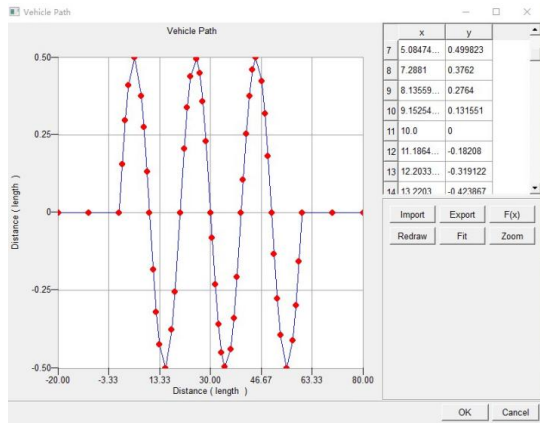 Vehicle Path
Vehicle Path
0.50
0.25
0
-0.25
-0.50
-20.00 -3.33 13.33 30.00 46.67 63.33 80.00
Distance ( length )
Distance ( length )
x y
7 5.08474... 0.499823
8 7.2881 0.3762
9 8.13559... 0.2764
10 9.15254... 0.131551
11 10.0 0
12 11.1864... -0.18208
13 12.2033... -0.319122
14 13.2203 -0.423867
Import Export F(x)
Redraw Fit Zoom
OK Cancel